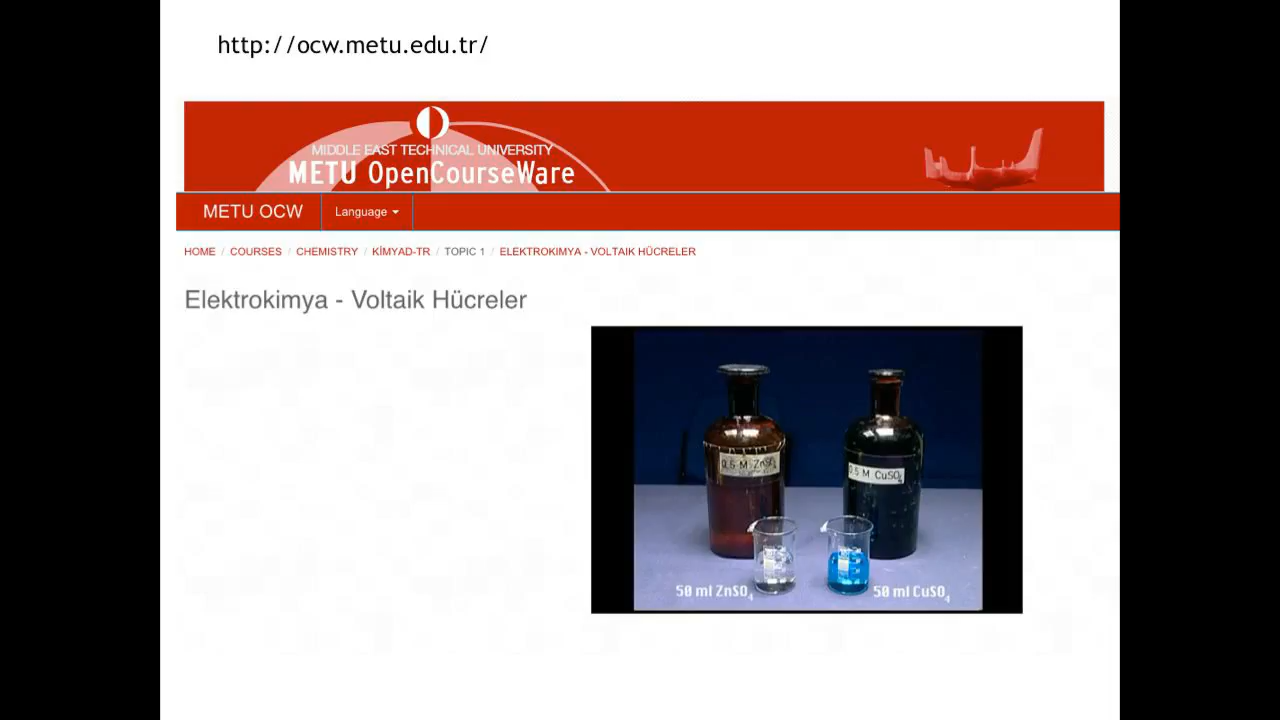 http://ocw.metu.edu.tr/
MIDDLE EAST TECHNICAL UNIVERSITY
METU OpenCourseWare
METU OCW
Language
HOME / COURSES / CHEMISTRY / KİMYAD-TR / TOPIC 1 / ELEKTROKIMYA - VOLTAIK HÜCRELER
Elektrokimya - Voltaik Hücreler
0.5 M ZnSO4
0.5 M CuSO4
50 ml ZnSO4
50 ml CuSO4